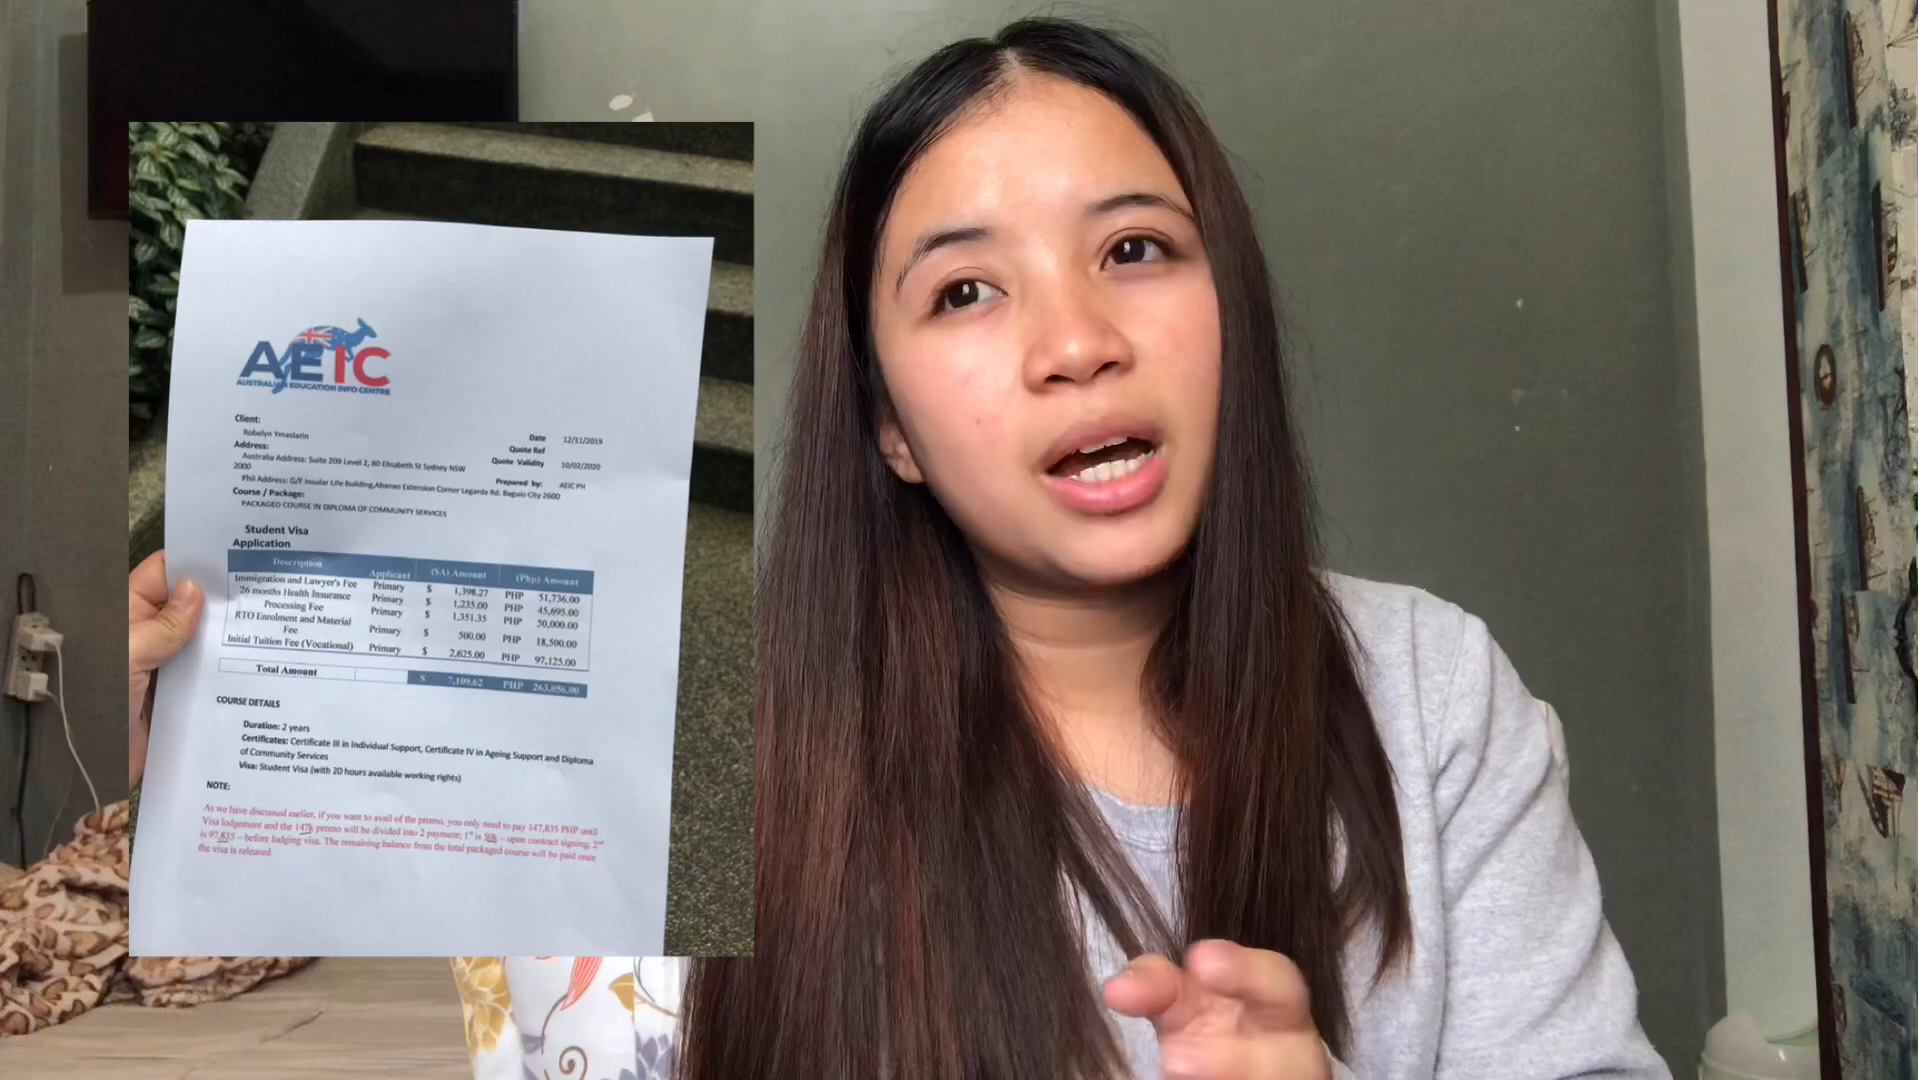 AEIC
AUSTRALIAN EDUCATION INFO CENTRE
Client:
Robelyn Ymaslarin
Address:
Australia Address: Suite 209 Level 2, 80 Elisabeth St Sydney NSW
2000
Phil Address: G/F Insular Life Building,Abanao Extension Corner Legarda Rd. Baguio City 2600
Date 12/11/2019
Quote Ref
Quote Validity 10/02/2020
Prepared by: AEIC PH
Course / Package:
PACKAGED COURSE IN DIPLOMA OF COMMUNITY SERVICES
Student Visa
Application
Description Applicant (SA) Amount (Php) Amount
Immigration and Lawyer's Fee Primary $ 1,398.27 PHP 51,736.00
26 months Health Insurance Primary $ 1,235.00 PHP 45,695.00
Processing Fee Primary $ 1,351.35 PHP 50,000.00
RTO Enrolment and Material
Fee Primary $ 500.00 PHP 18,500.00
Initial Tuition Fee (Vocational) Primary $ 2,625.00 PHP 97,125.00
Total Amount $ 7,109.62 PHP 263,056.00
COURSE DETAILS
Duration: 2 years
Certificates: Certificate III in Individual Support, Certificate IV in Ageing Support and Diploma
of Community Services
Visa: Student Visa (with 20 hours available working rights)
NOTE:
As we have discussed earlier, if you want to avail of the promo, you only need to pay 147,835 PHP until
Visa lodgement and the 147k promo will be divided into 2 payment; 1st is 50k – upon contract signing, 2nd
is 97,835 – before lodging visa. The remaining balance from the total packaged course will be paid once
the visa is released.